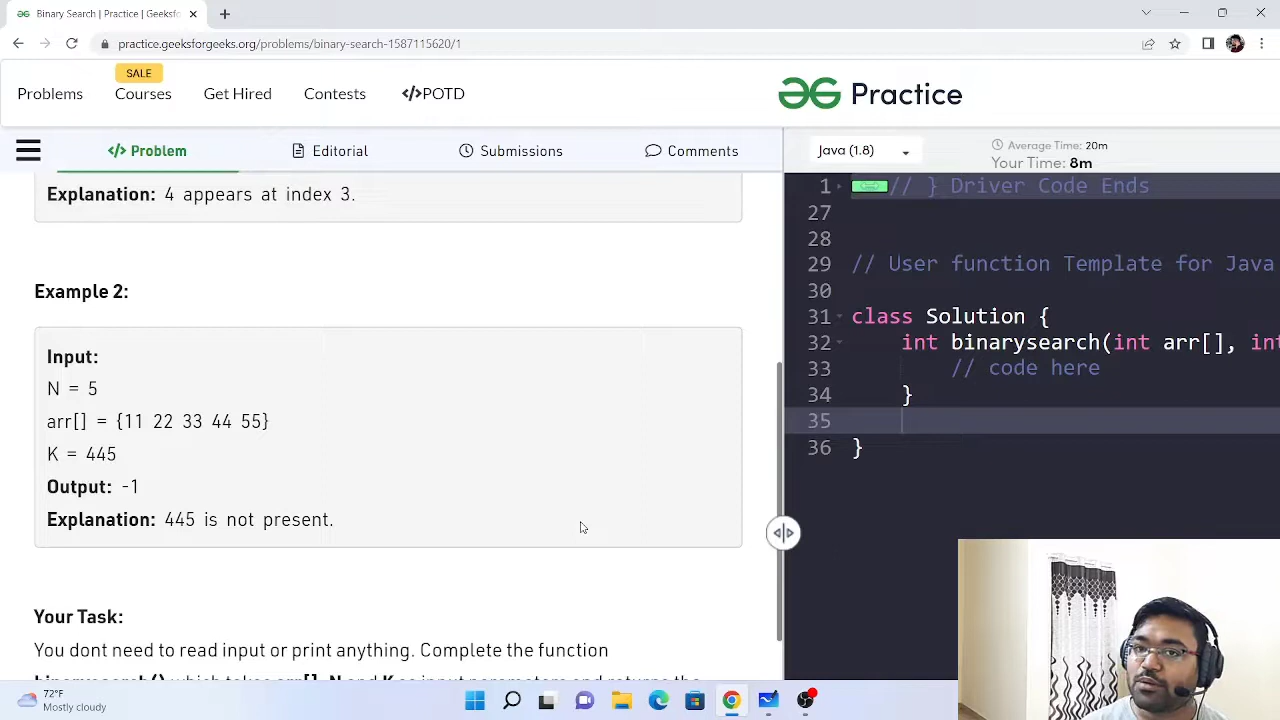 Binary Search | Practice | Geeksfc
practice.geeksforgeeks.org/problems/binary-search-1587115620/1
SALE
Problems Courses Get Hired Contests </>POTD
Practice
</> Problem Editorial Submissions Comments
Java (1.8)
Average Time: 20m
Your Time: 8m
Explanation: 4 appears at index 3.
Example 2:
Input:
N = 5
arr[] = {11 22 33 44 55}
K = 445
Output: -1
Explanation: 445 is not present.
Your Task:
You dont need to read input or print anything. Complete the function
1 // } Driver Code Ends
27
28
29 // User function Template for Java
30
31 class Solution {
32 int binarysearch(int arr[], int
33 // code here
34 }
35
36 }
72°F
Mostly cloudy